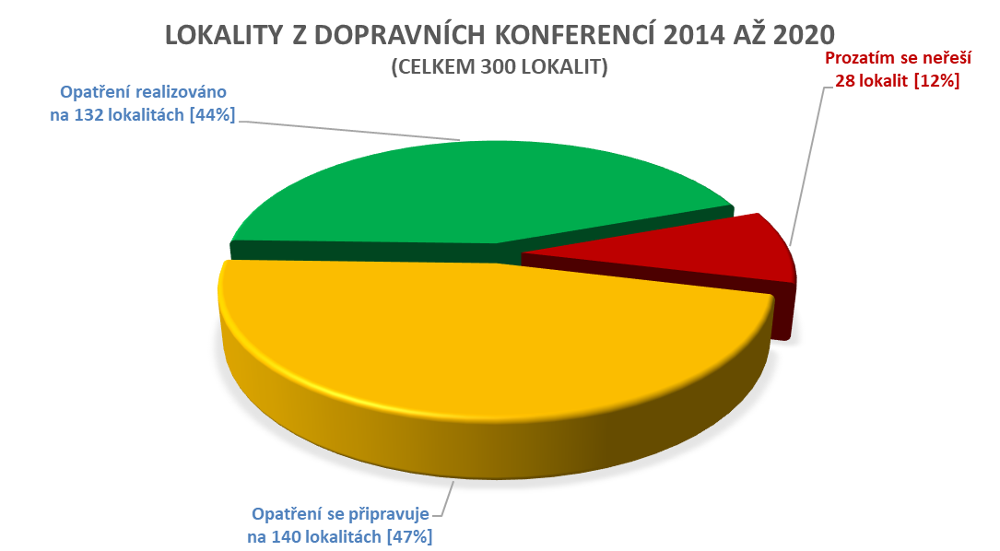 LOKALITY Z DOPRAVNÍCH KONFERENCÍ 2014 AŽ 2020
(CELKEM 300 LOKALIT)
Prozatím se neřeší
28 lokalit [12%]
Opatření realizováno
na 132 lokalitách [44%]
Opatření se připravuje
na 140 lokalitách [47%]